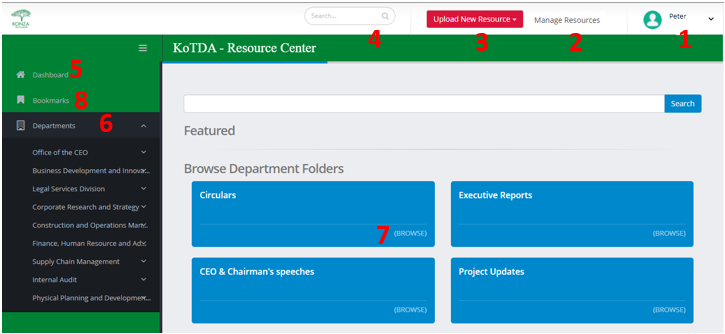 KONZA
Search...
Upload New Resource
Manage Resources
Peter
4
3
2
1
KoTDA - Resource Center
Dashboard
5
Bookmarks
8
Departments
6
Office of the CEO
Business Development and Innova...
Legal Services Division
Corporate Research and Strategy
Construction and Operations Man...
Finance, Human Resource and Ad...
Supply Chain Management
Internal Audit
Physical Planning and Developmen...
Search
Featured
Browse Department Folders
Circulars
7
(BROWSE)
Executive Reports
(BROWSE)
CEO & Chairman's speeches
(BROWSE)
Project Updates
(BROWSE)